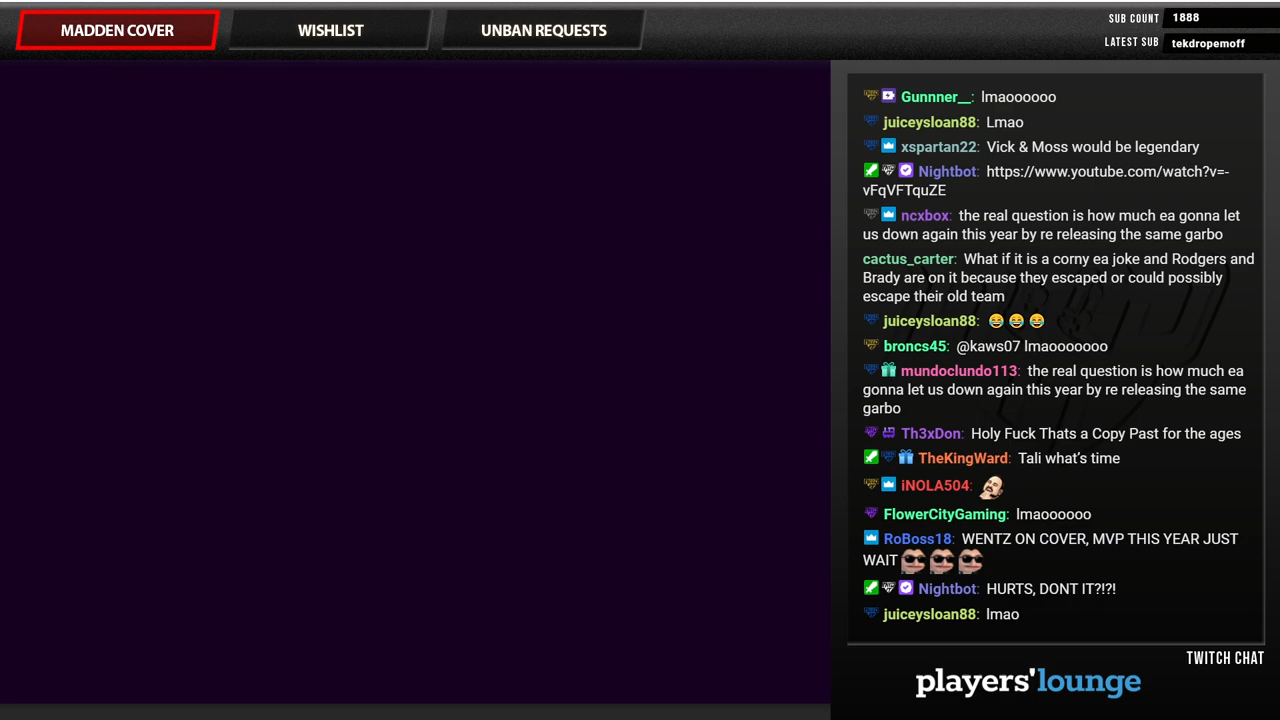 MADDEN COVER
WISHLIST
UNBAN REQUESTS
SUB COUNT 1888
LATEST SUB tekdropemoff
Gunnner__: lmaoooooo
juiceysloan88: Lmao
xspartan22: Vick & Moss would be legendary
Nightbot: https://www.youtube.com/watch?v=-
vFqVFTquZE
ncxbox: the real question is how much ea gonna let
us down again this year by re releasing the same garbo
cactus_carter: What if it is a corny ea joke and Rodgers and
Brady are on it because they escaped or could possibly
escape their old team
juiceysloan88: 😂 😂 😂
broncs45: @kaws07 lmaooooooo
mundoclundo113: the real question is how much ea
gonna let us down again this year by re releasing the same
garbo
Th3xDon: Holy Fuck Thats a Copy Past for the ages
TheKingWard: Tali what's time
iNOLA504:
FlowerCityGaming: lmaoooooo
RoBoss18: WENTZ ON COVER, MVP THIS YEAR JUST
WAIT
Nightbot: HURTS, DONT IT?!?!
juiceysloan88: lmao
TWITCH CHAT
players'lounge